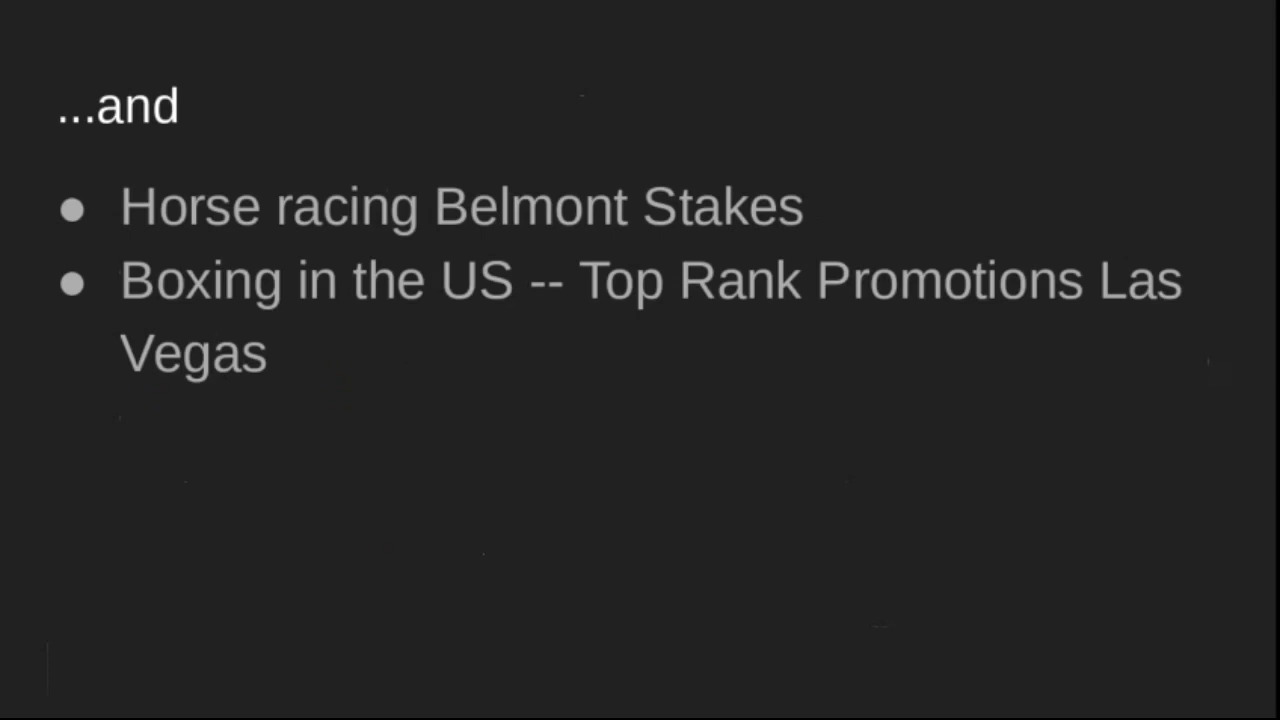 ...and
● Horse racing Belmont Stakes
● Boxing in the US -- Top Rank Promotions Las
Vegas